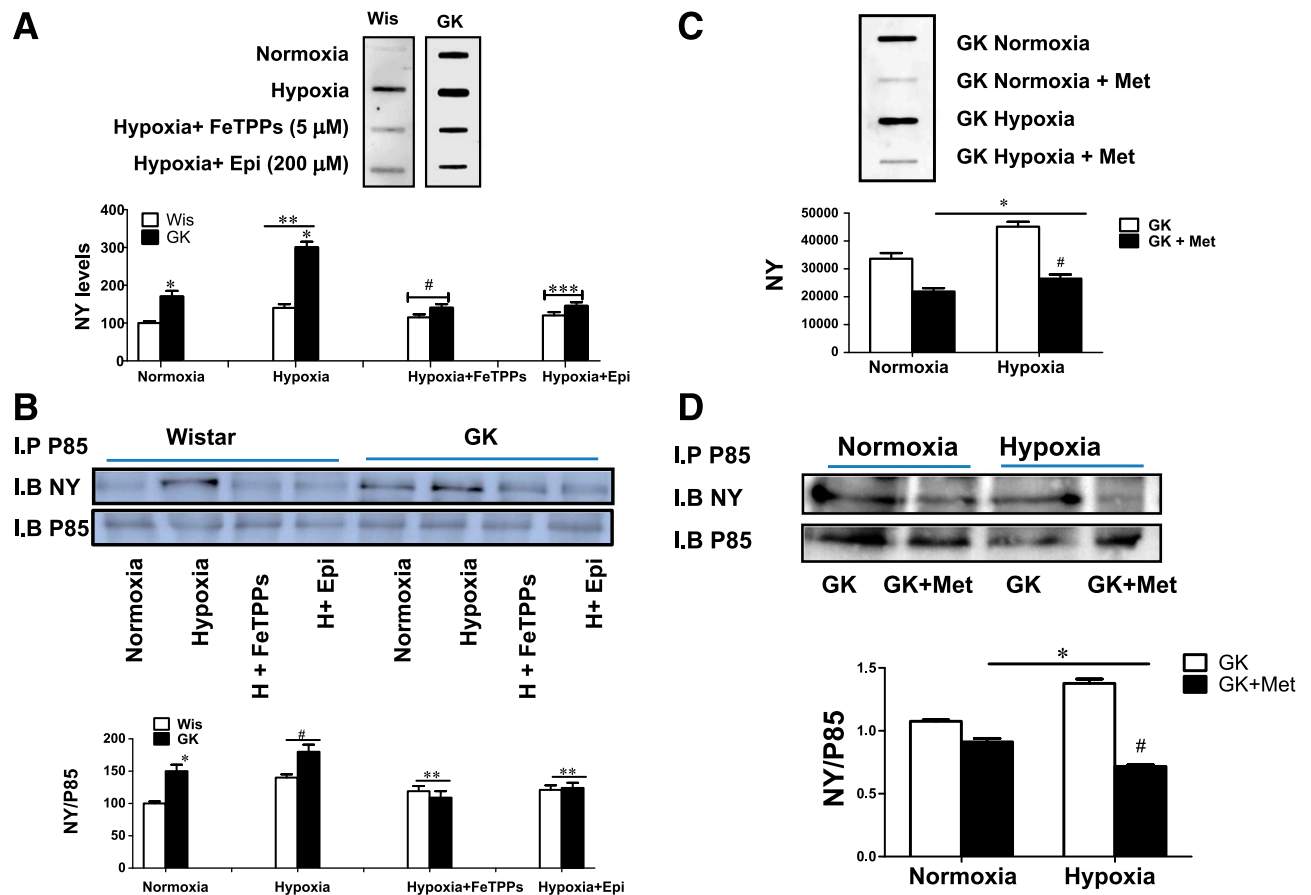 A
Wis
GK
Normoxia
Hypoxia
Hypoxia+ FeTPPs (5 μM)
Hypoxia+ Epi (200 μM)
Wis
GK
NY levels
400
300
200
100
0
*
**
*
#
***
Normoxia
Hypoxia
Hypoxia+FeTPPs
Hypoxia+Epi
B
I.P P85
Wistar
GK
I.B NY
I.B P85
Normoxia
Hypoxia
H + FeTPPs
H+ Epi
Normoxia
Hypoxia
H + FeTPPs
H+ Epi
Wis
GK
NY/P85
200
150
100
50
0
*
#
**
**
Normoxia
Hypoxia
Hypoxia+FeTPPs
Hypoxia+Epi
C
GK Normoxia
GK Normoxia + Met
GK Hypoxia
GK Hypoxia + Met
NY
50000
40000
30000
20000
10000
0
*
#
GK
GK + Met
Normoxia
Hypoxia
D
I.P P85
Normoxia
Hypoxia
I.B NY
I.B P85
GK
GK+Met
GK
GK+Met
NY/P85
1.5
1.0
0.5
0.0
*
#
GK
GK+Met
Normoxia
Hypoxia